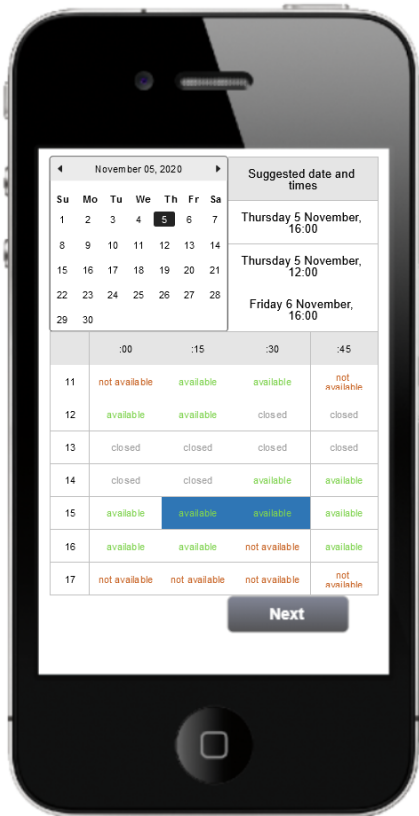 November 05, 2020
Su Mo Tu We Th Fr Sa
1 2 3 4 5 6 7
8 9 10 11 12 13 14
15 16 17 18 19 20 21
22 23 24 25 26 27 28
29 30
Suggested date and
times
Thursday 5 November,
16:00
Thursday 5 November,
12:00
Friday 6 November,
16:00
:00 :15 :30 :45
11 not available available available not available
12 available available closed closed
13 closed closed closed closed
14 closed closed available available
15 available available available available
16 available available not available available
17 not available not available not available not available
Next